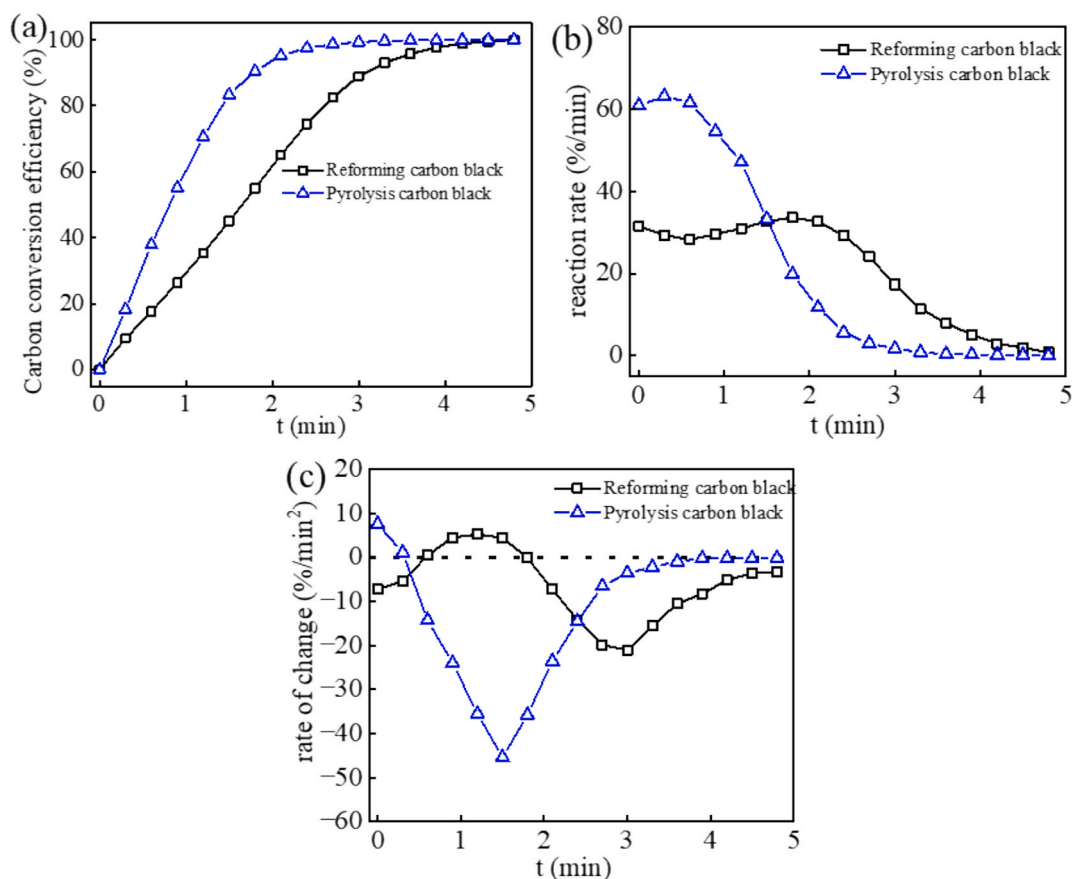 (a)
100
80
60
40
20
0
Carbon conversion efficiency (%)
Reforming carbon black
Pyrolysis carbon black
0 1 2 3 4 5
t (min)
(b)
80
60
40
20
0
reaction rate (%/min)
Reforming carbon black
Pyrolysis carbon black
0 1 2 3 4 5
t (min)
(c)
20
10
0
−10
−20
−30
−40
−50
−60
rate of change (%/min²)
Reforming carbon black
Pyrolysis carbon black
0 1 2 3 4 5
t (min)